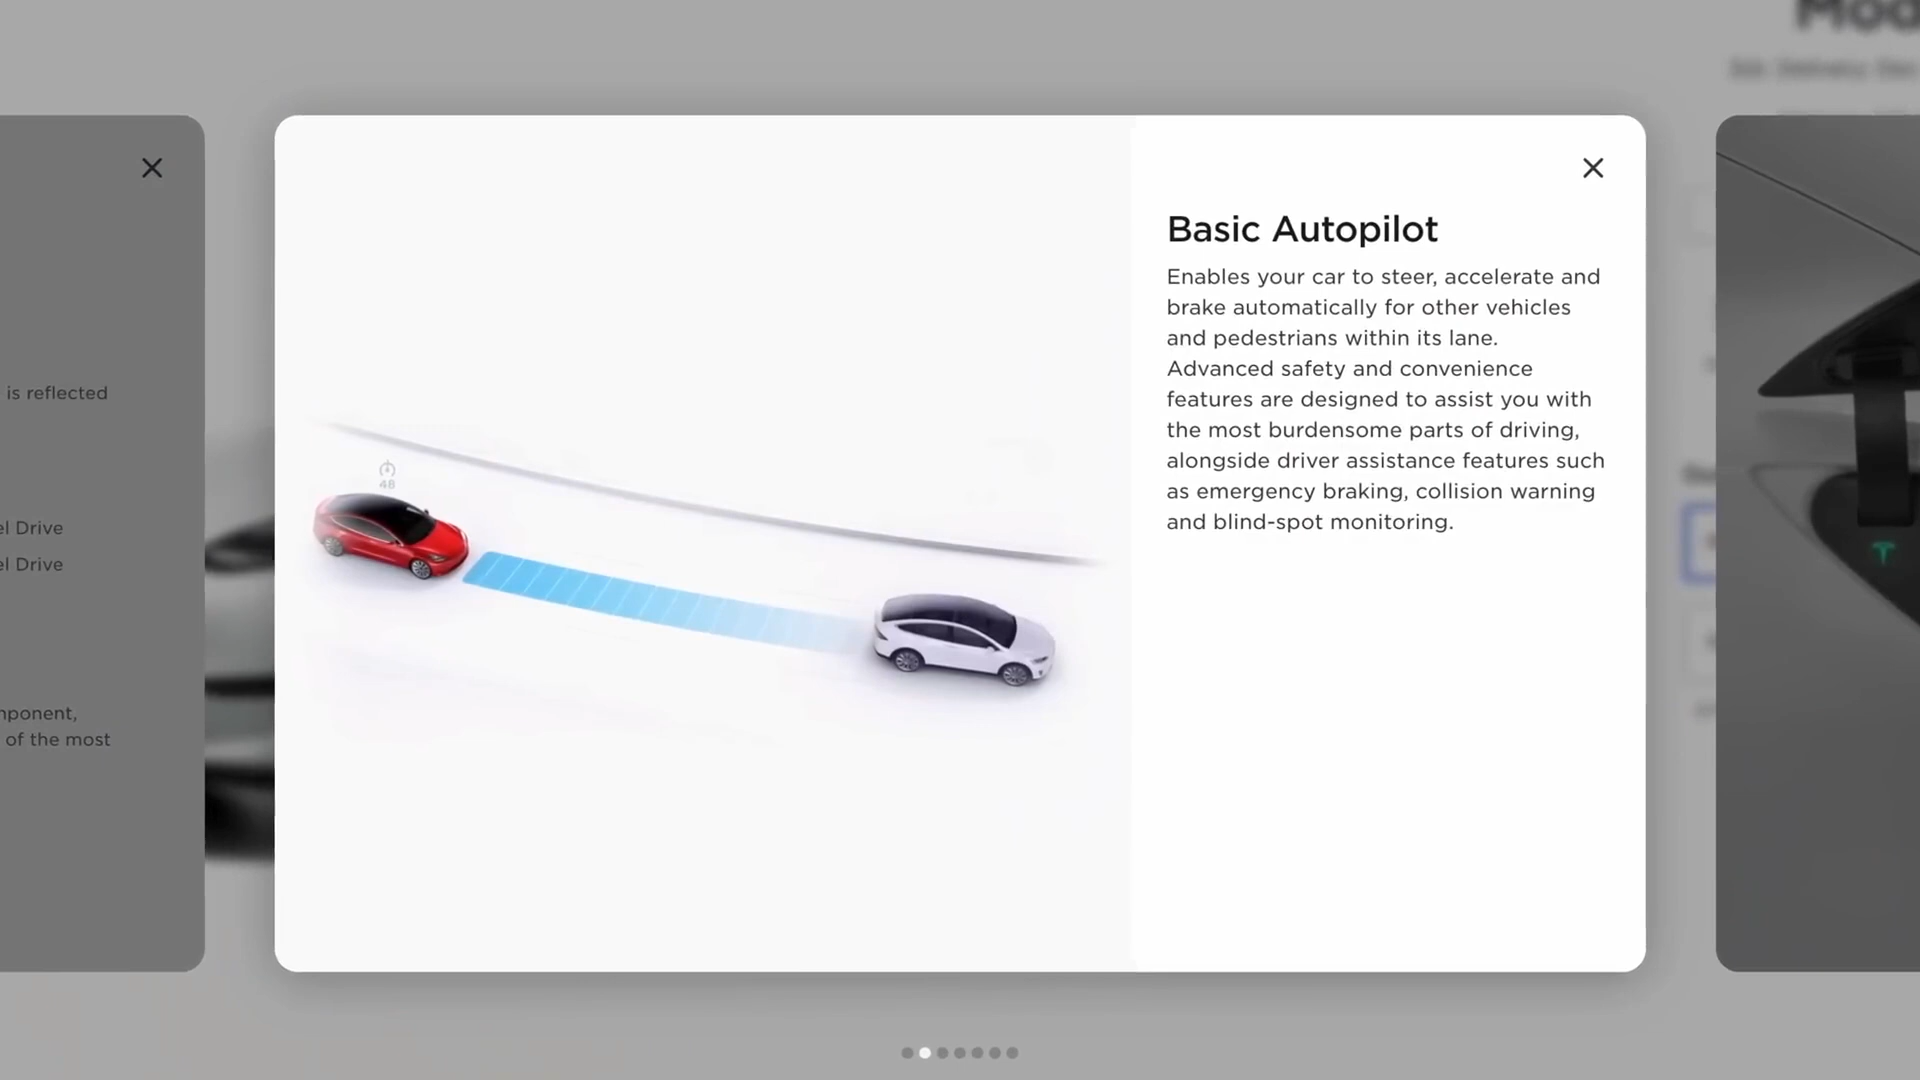 is reflected
el Drive
el Drive
nponent,
of the most
48
Basic Autopilot
Enables your car to steer, accelerate and
brake automatically for other vehicles
and pedestrians within its lane.
Advanced safety and convenience
features are designed to assist you with
the most burdensome parts of driving,
alongside driver assistance features such
as emergency braking, collision warning
and blind-spot monitoring.